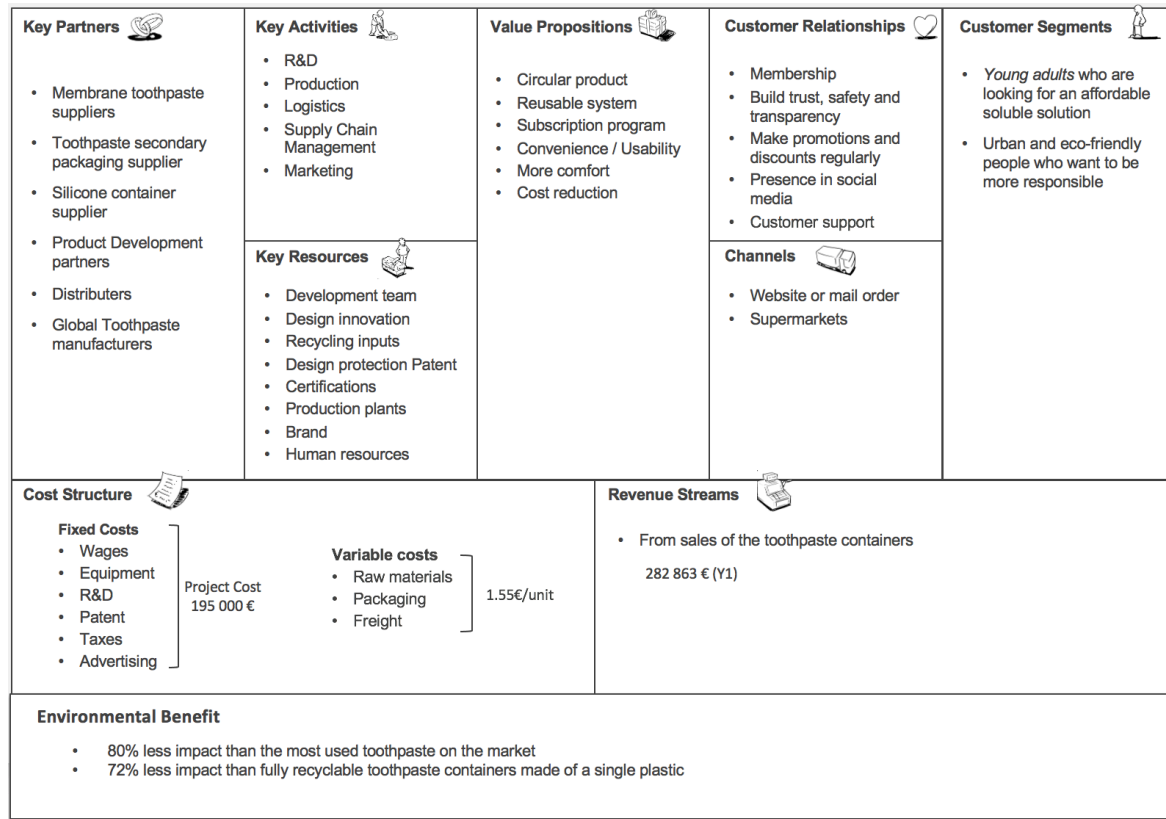 Key Partners
• Membrane toothpaste
suppliers
• Toothpaste secondary
packaging supplier
• Silicone container
supplier
• Product Development
partners
• Distributers
• Global Toothpaste
manufacturers
Key Activities
• R&D
• Production
• Logistics
• Supply Chain
Management
• Marketing
Key Resources
• Development team
• Design innovation
• Recycling inputs
• Design protection Patent
• Certifications
• Production plants
• Brand
• Human resources
Value Propositions
• Circular product
• Reusable system
• Subscription program
• Convenience / Usability
• More comfort
• Cost reduction
Customer Relationships
• Membership
• Build trust, safety and
transparency
• Make promotions and
discounts regularly
• Presence in social
media
• Customer support
Channels
• Website or mail order
• Supermarkets
Customer Segments
• Young adults who are
looking for an affordable
soluble solution
• Urban and eco-friendly
people who want to be
more responsible
Cost Structure
Fixed Costs
• Wages
• Equipment
• R&D
• Patent
• Taxes
• Advertising
Project Cost
195 000 €
Variable costs
• Raw materials
• Packaging
• Freight
1.55€/unit
Revenue Streams
• From sales of the toothpaste containers
282 863 € (Y1)
Environmental Benefit
• 80% less impact than the most used toothpaste on the market
• 72% less impact than fully recyclable toothpaste containers made of a single plastic